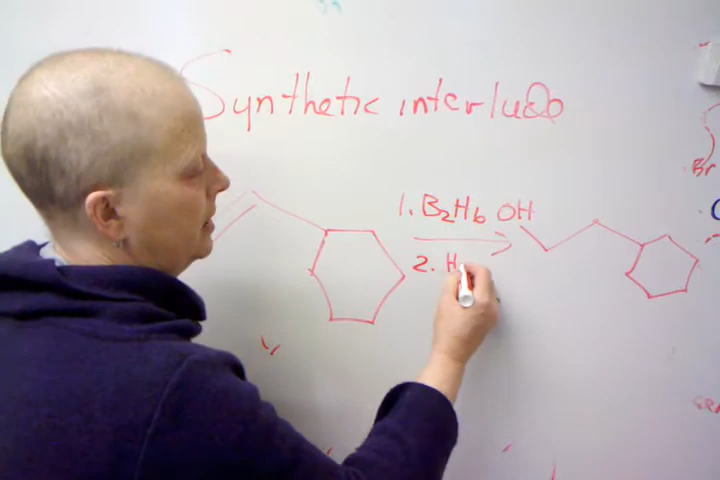 Synthetic interlude
1. B2H6 OH
2. H
Br